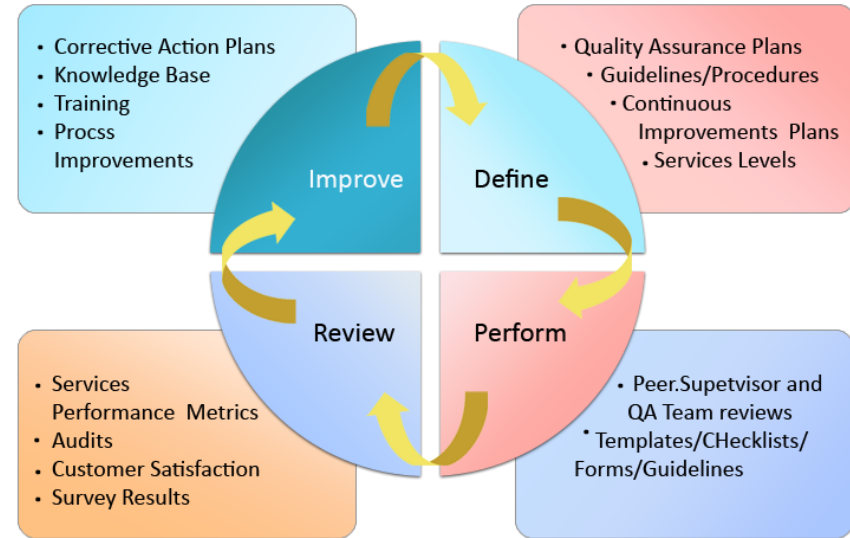 • Corrective Action Plans
• Knowledge Base
• Training
• Procss
Improvements
• Quality Assurance Plans
• Guidelines/Procedures
• Continuous
Improvements Plans
• Services Levels
Improve
Define
Review
Perform
• Services
Performance Metrics
• Audits
• Customer Satisfaction
• Survey Results
• Peer.Supetvisor and
QA Team reviews
• Templates/CHecklists/
Forms/Guidelines